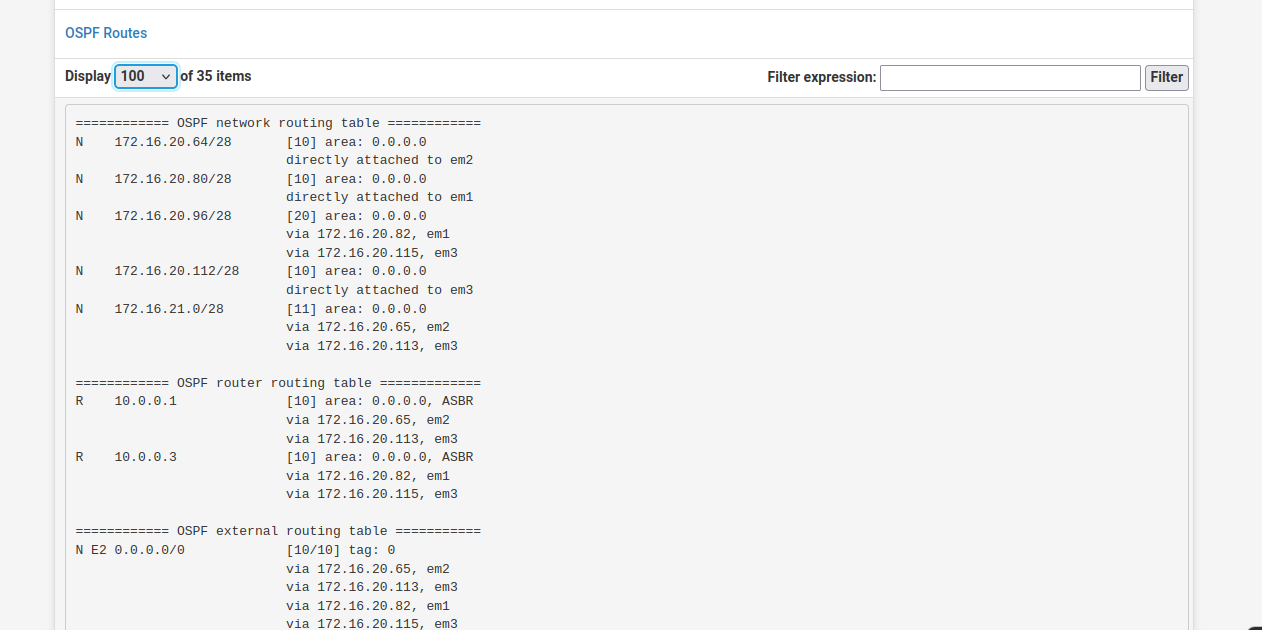 OSPF Routes
Display 100 of 35 items Filter expression: Filter
============ OSPF network routing table ============
N    172.16.20.64/28       [10] area: 0.0.0.0
                           directly attached to em2
N    172.16.20.80/28       [10] area: 0.0.0.0
                           directly attached to em1
N    172.16.20.96/28       [20] area: 0.0.0.0
                           via 172.16.20.82, em1
                           via 172.16.20.115, em3
N    172.16.20.112/28      [10] area: 0.0.0.0
                           directly attached to em3
N    172.16.21.0/28        [11] area: 0.0.0.0
                           via 172.16.20.65, em2
                           via 172.16.20.113, em3

============ OSPF router routing table =============
R    10.0.0.1              [10] area: 0.0.0.0, ASBR
                           via 172.16.20.65, em2
                           via 172.16.20.113, em3
R    10.0.0.3              [10] area: 0.0.0.0, ASBR
                           via 172.16.20.82, em1
                           via 172.16.20.115, em3

============ OSPF external routing table ===========
N E2 0.0.0.0/0             [10/10] tag: 0
                           via 172.16.20.65, em2
                           via 172.16.20.113, em3
                           via 172.16.20.82, em1
                           via 172.16.20.115, em3